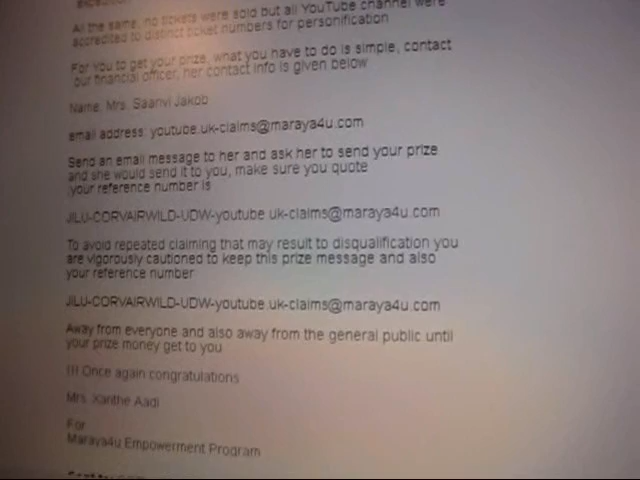 All the same, no tickets were sold but all YouTube channel were
accredited to distinct ticket numbers for personification
For You to get your prize, what you have to do is simple, contact
our financial officer, her contact info is given below
Name: Mrs. Saanvi Jakob
email address: youtube.uk-claims@maraya4u.com
Send an email message to her and ask her to send your prize
and she would send it to you, make sure you quote
your reference number is
JILU-CORVAIRWILD-UDW-youtube.uk-claims@maraya4u.com
To avoid repeated claiming that may result to disqualification you
are vigorously cautioned to keep this prize message and also
your reference number
JILU-CORVAIRWILD-UDW-youtube.uk-claims@maraya4u.com
Away from everyone and also away from the general public until
your prize money get to you
!!! Once again congratulations
Mrs. Xanthe Aadi
For
Maraya4u Empowerment Program